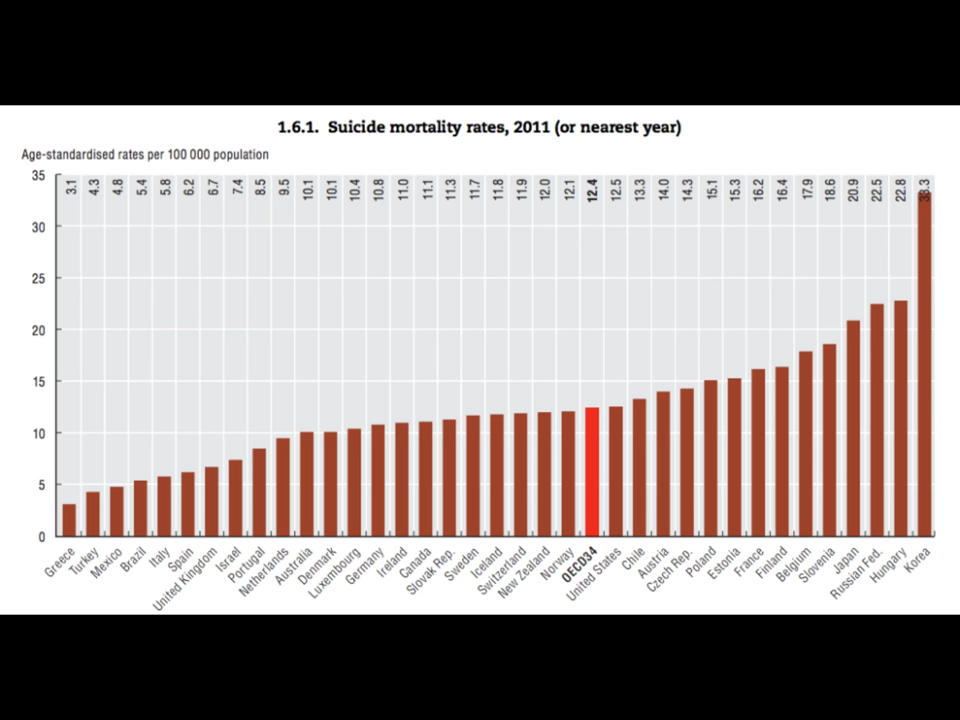 1.6.1. Suicide mortality rates, 2011 (or nearest year)
Age-standardised rates per 100 000 population
35
30
25
20
15
10
5
0
3.1
4.3
4.8
5.4
5.8
6.2
6.7
7.4
8.5
9.5
10.1
10.1
10.4
10.8
11.0
11.1
11.3
11.7
11.8
11.9
12.0
12.1
12.4
12.5
13.3
14.0
14.3
15.1
15.3
16.2
16.4
17.9
18.6
20.9
22.5
22.8
33.3
Greece
Turkey
Mexico
Brazil
Italy
Spain
United Kingdom
Israel
Portugal
Netherlands
Australia
Denmark
Luxembourg
Germany
Ireland
Canada
Slovak Rep.
Sweden
Iceland
Switzerland
New Zealand
Norway
OECD34
United States
Chile
Austria
Czech Rep.
Poland
Estonia
France
Finland
Belgium
Slovenia
Japan
Russian Fed.
Hungary
Korea